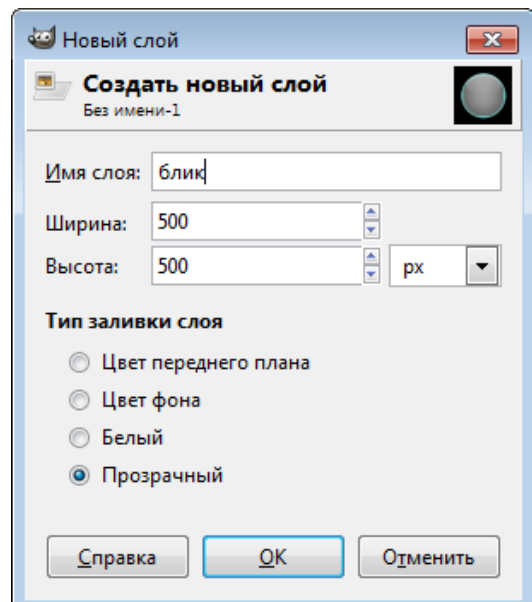 Новый слой
Создать новый слой
Без имени-1
Имя слоя: блик
Ширина: 500
Высота: 500 px
Тип заливки слоя
Цвет переднего плана
Цвет фона
Белый
Прозрачный
Справка OK Отменить